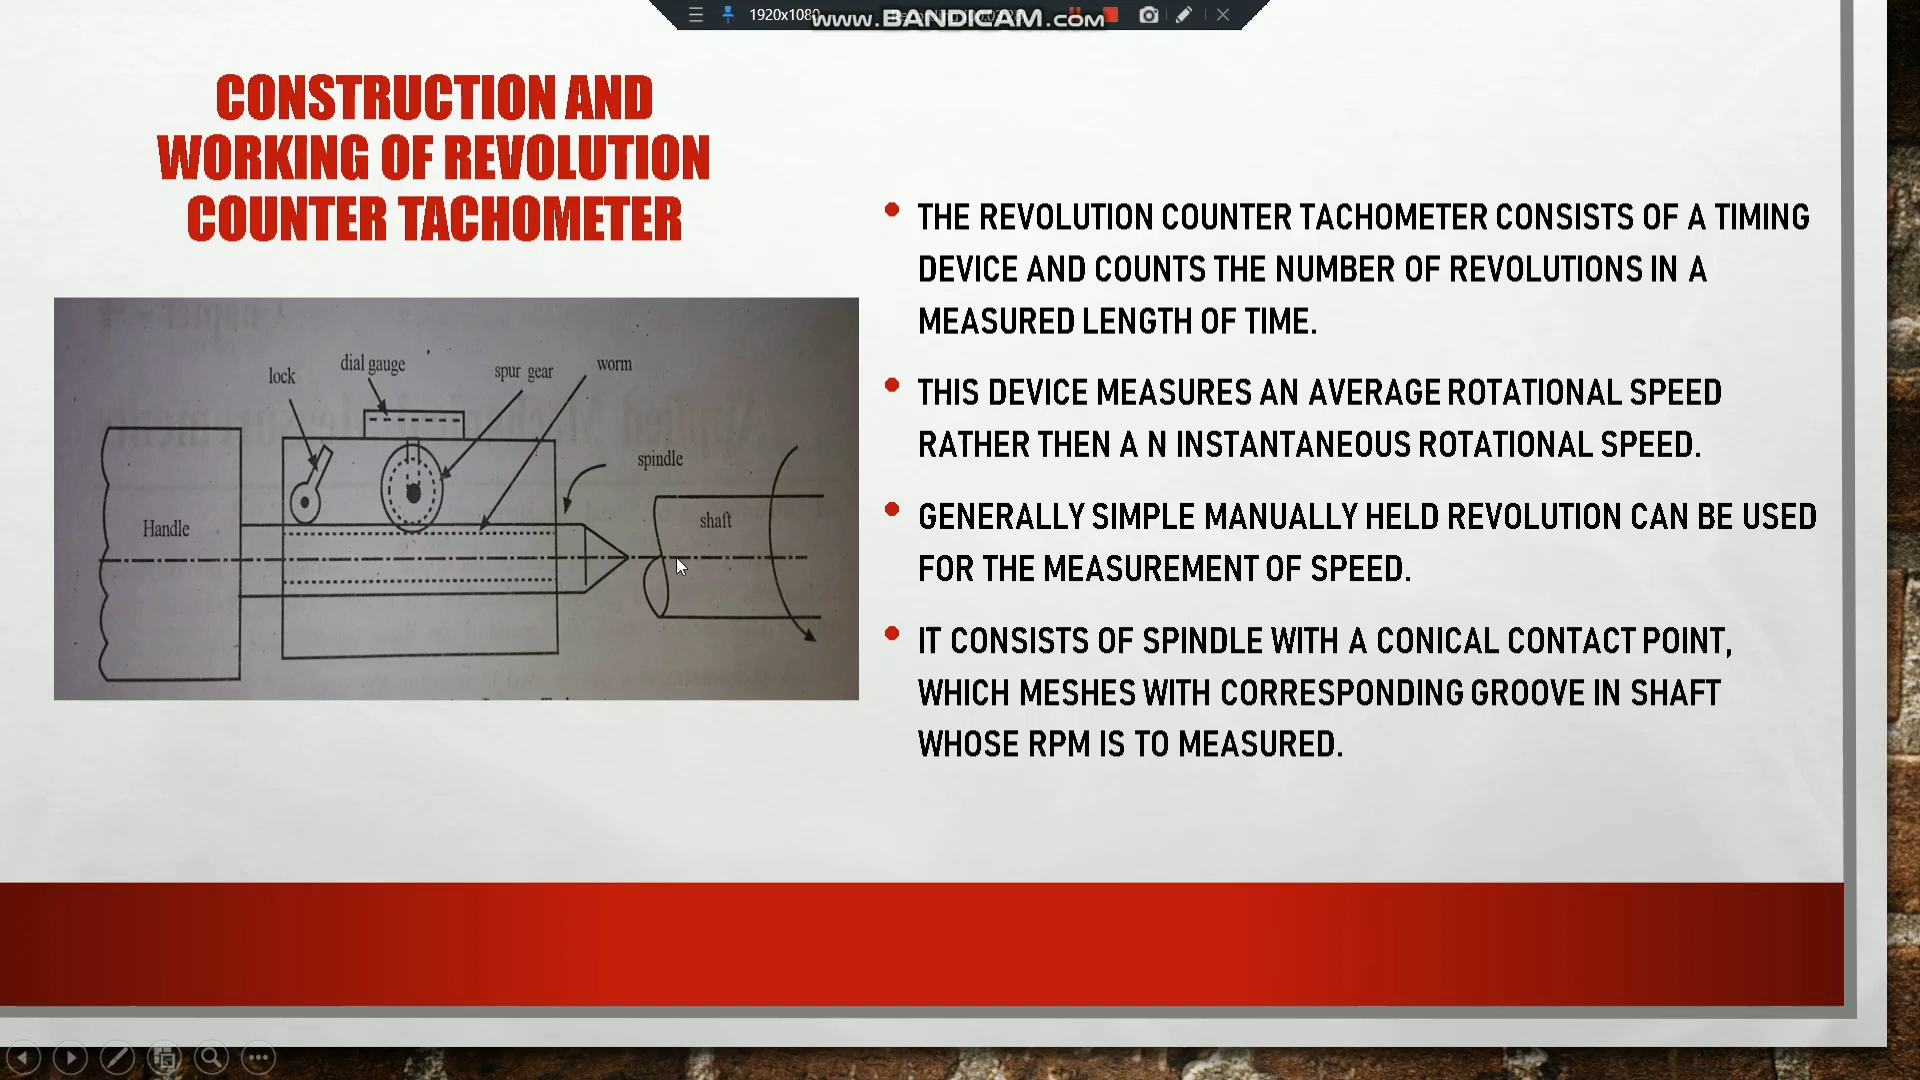 1920x1080
www.BANDICAM.com
CONSTRUCTION AND
WORKING OF REVOLUTION
COUNTER TACHOMETER
lock
dial gauge
spur gear
worm
spindle
Handle
shaft
• THE REVOLUTION COUNTER TACHOMETER CONSISTS OF A TIMING
DEVICE AND COUNTS THE NUMBER OF REVOLUTIONS IN A
MEASURED LENGTH OF TIME.
• THIS DEVICE MEASURES AN AVERAGE ROTATIONAL SPEED
RATHER THEN A N INSTANTANEOUS ROTATIONAL SPEED.
• GENERALLY SIMPLE MANUALLY HELD REVOLUTION CAN BE USED
FOR THE MEASUREMENT OF SPEED.
• IT CONSISTS OF SPINDLE WITH A CONICAL CONTACT POINT,
WHICH MESHES WITH CORRESPONDING GROOVE IN SHAFT
WHOSE RPM IS TO MEASURED.